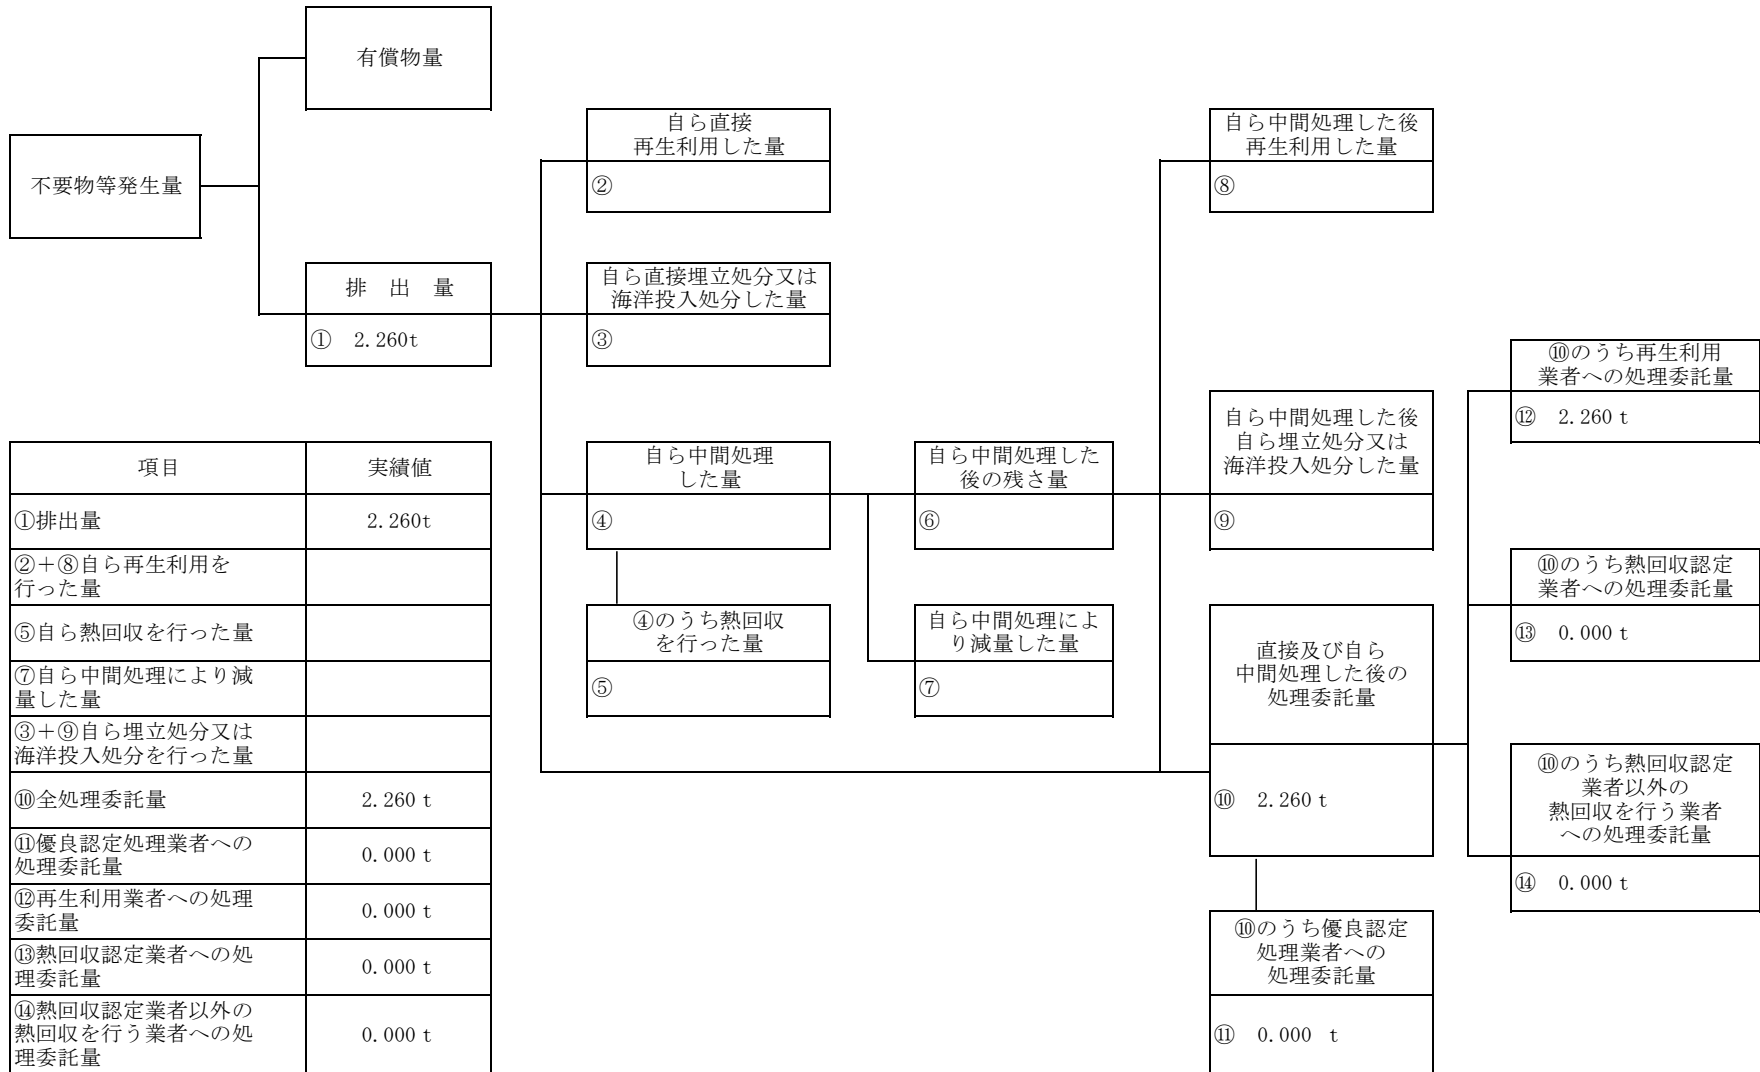 有償物量
不要物等発生量
排　出　量
①　2.260t
自ら直接
再生利用した量
②
自ら直接埋立処分又は
海洋投入処分した量
③
自ら中間処理
した量
④
④のうち熱回収
を行った量
⑤
自ら中間処理した
後の残さ量
⑥
自ら中間処理によ
り減量した量
⑦
自ら中間処理した後
再生利用した量
⑧
自ら中間処理した後
自ら埋立処分又は
海洋投入処分した量
⑨
直接及び自ら
中間処理した後の
処理委託量
⑩　2.260 t
⑩のうち優良認定
処理業者への
処理委託量
⑪　0.000　t
⑩のうち再生利用
業者への処理委託量
⑫　2.260 t
⑩のうち熱回収認定
業者への処理委託量
⑬　0.000 t
⑩のうち熱回収認定
業者以外の
熱回収を行う業者
への処理委託量
⑭　0.000 t
項目　実績値
①排出量　2.260t
②＋⑧自ら再生利用を
行った量
⑤自ら熱回収を行った量
⑦自ら中間処理により減
量した量
③＋⑨自ら埋立処分又は
海洋投入処分を行った量
⑩全処理委託量　2.260 t
⑪優良認定処理業者への
処理委託量　0.000 t
⑫再生利用業者への処理
委託量　0.000 t
⑬熱回収認定業者への処
理委託量　0.000 t
⑭熱回収認定業者以外の
熱回収を行う業者への処　0.000 t
理委託量